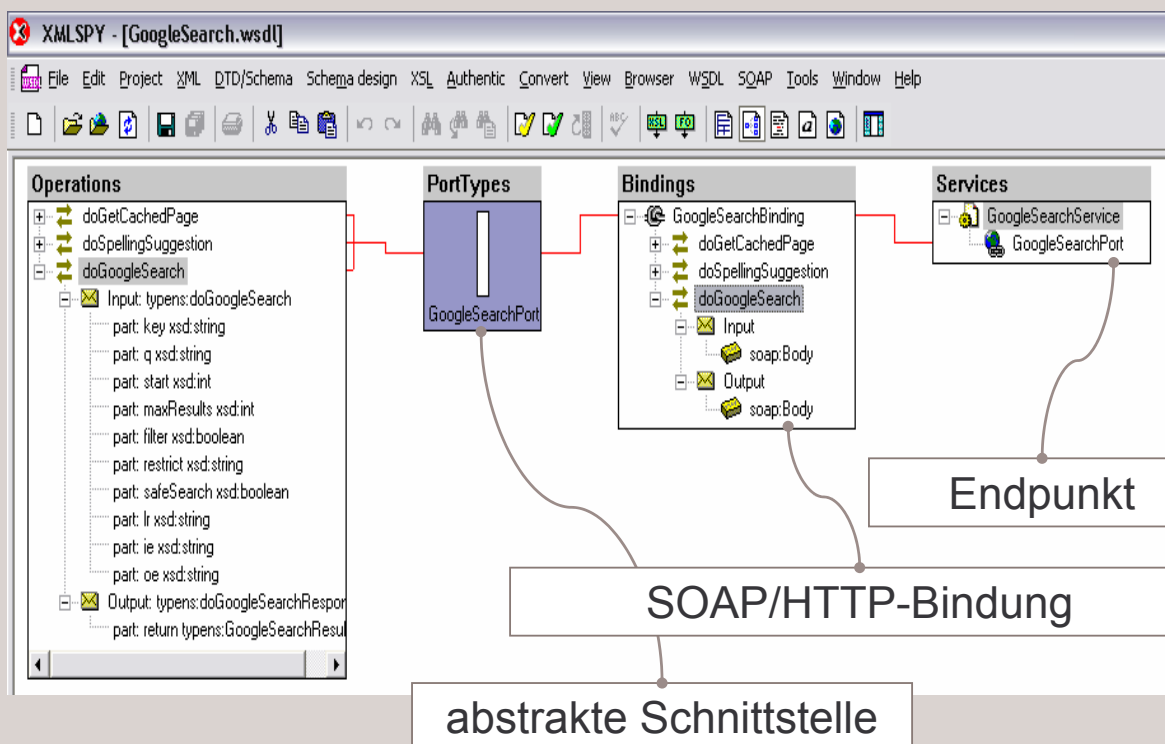 XMLSPY - [GoogleSearch.wsdl]
File Edit Project XML DTD/Schema Schema design XSL Authentic Convert View Browser WSDL SOAP Tools Window Help
Operations
doGetCachedPage
doSpellingSuggestion
doGoogleSearch
Input: typens:doGoogleSearch
part: key xsd:string
part: q xsd:string
part: start xsd:int
part: maxResults xsd:int
part: filter xsd:boolean
part: restrict xsd:string
part: safeSearch xsd:boolean
part: lr xsd:string
part: ie xsd:string
part: oe xsd:string
Output: typens:doGoogleSearchRespor
part: return typens:GoogleSearchResul
PortTypes
GoogleSearchPort
Bindings
GoogleSearchBinding
doGetCachedPage
doSpellingSuggestion
doGoogleSearch
Input
soap:Body
Output
soap:Body
Services
GoogleSearchService
GoogleSearchPort
Endpunkt
SOAP/HTTP-Bindung
abstrakte Schnittstelle